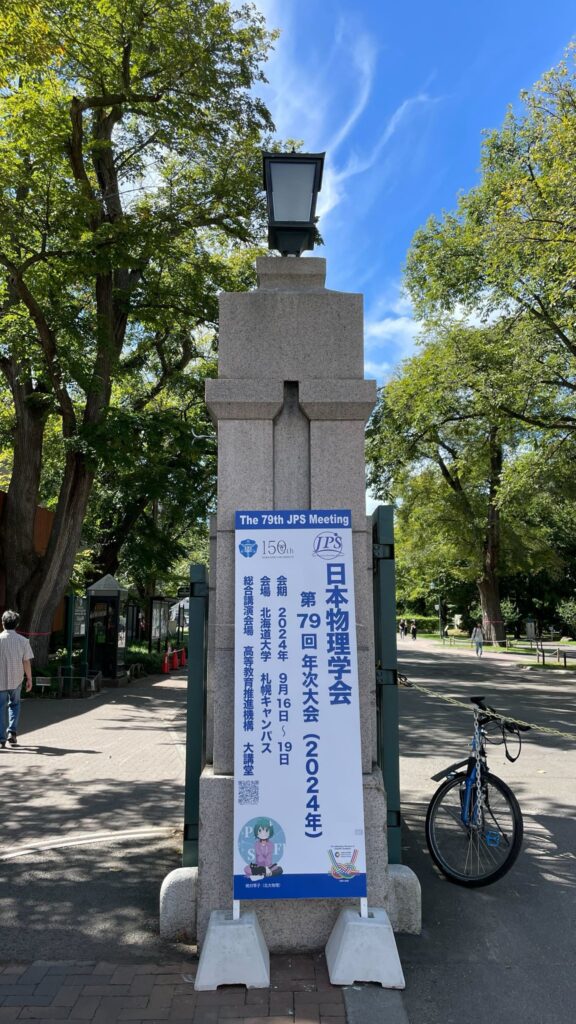 The 79th JPS Meeting
150th
JPS
日本物理学会
第79回 年次大会（2024年）
会期 2024年 9月16日～19日
会場 北海道大学 札幌キャンパス
総合講演会場 高等教育推進機構 大講堂